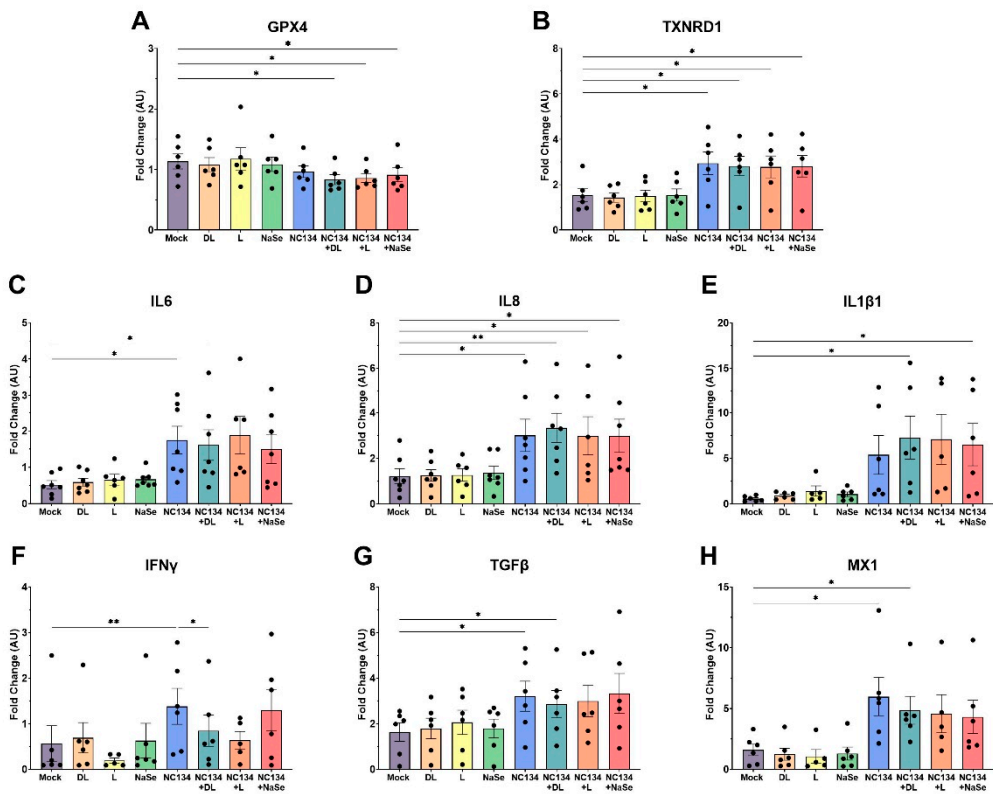 A
GPX4
*
*
*
Fold Change (AU)
3
2
1
0
Mock
DL
L
NaSe
NC134
NC134
+DL
NC134
+L
NC134
+NaSe
B
TXNRD1
*
*
*
*
Fold Change (AU)
8
6
4
2
0
Mock
DL
L
NaSe
NC134
NC134
+DL
NC134
+L
NC134
+NaSe
C
IL6
*
*
Fold Change (AU)
5
4
3
2
1
0
Mock
DL
L
NaSe
NC134
NC134
+DL
NC134
+L
NC134
+NaSe
D
IL8
*
*
**
*
Fold Change (AU)
8
6
4
2
0
Mock
DL
L
NaSe
NC134
NC134
+DL
NC134
+L
NC134
+NaSe
E
IL1β1
*
*
Fold Change (AU)
20
15
10
5
0
Mock
DL
L
NaSe
NC134
NC134
+DL
NC134
+L
NC134
+NaSe
F
IFNγ
**
*
Fold Change (AU)
4
3
2
1
0
Mock
DL
L
NaSe
NC134
NC134
+DL
NC134
+L
NC134
+NaSe
G
TGFβ
*
*
Fold Change (AU)
8
6
4
2
0
Mock
DL
L
NaSe
NC134
NC134
+DL
NC134
+L
NC134
+NaSe
H
MX1
*
*
Fold Change (AU)
15
10
5
0
Mock
DL
L
NaSe
NC134
NC134
+DL
NC134
+L
NC134
+NaSe